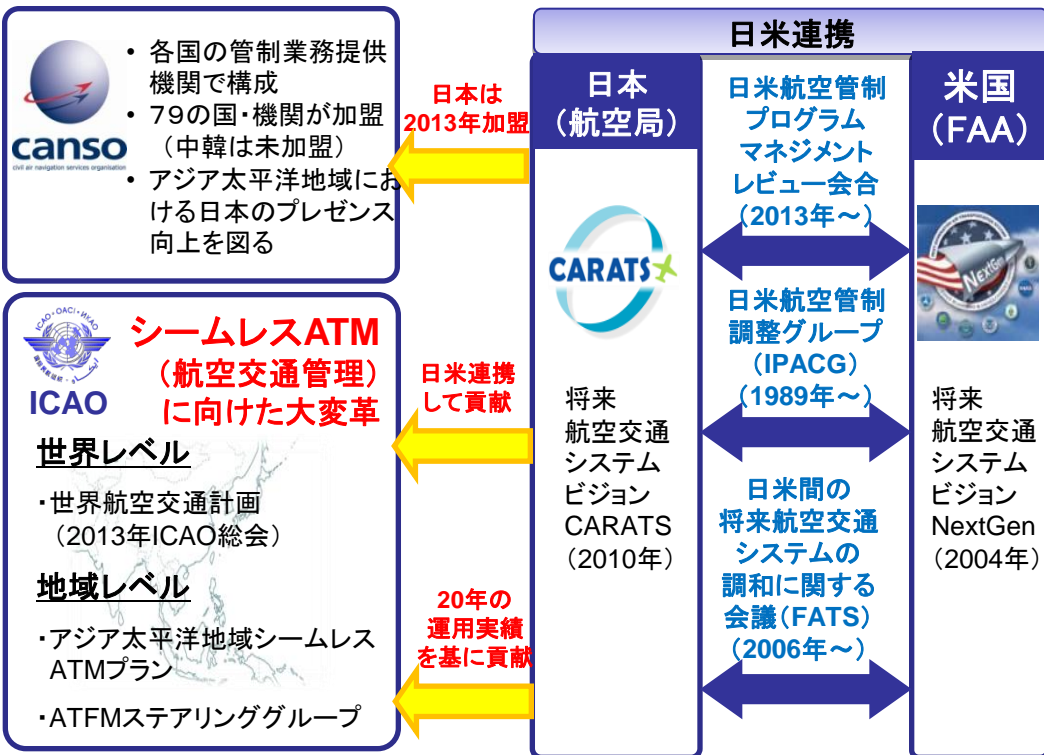 canso
civil air navigation services organisation
• 各国の管制業務提供
機関で構成
• 79の国・機関が加盟
（中韓は未加盟）
• アジア太平洋地域にお
ける日本のプレゼンス
向上を図る
日本は
2013年加盟
ICAO・OACI・ИКАО
ICAO
シームレスATM
（航空交通管理）
に向けた大変革
世界レベル
・世界航空交通計画
（2013年ICAO総会）
地域レベル
・アジア太平洋地域シームレス
ATMプラン
・ATFMステアリンググループ
日米連携
して貢献
20年の
運用実績
を基に貢献
日米連携
日本
（航空局）
CARATS
将来
航空交通
システム
ビジョン
CARATS
（2010年）
日米航空管制
プログラム
マネジメント
レビュー会合
（2013年～）
日米航空管制
調整グループ
（IPACG）
（1989年～）
日米間の
将来航空交通
システムの
調和に関する
会議（FATS）
（2006年～）
米国
（FAA）
NextGen
将来
航空交通
システム
ビジョン
NextGen
（2004年）